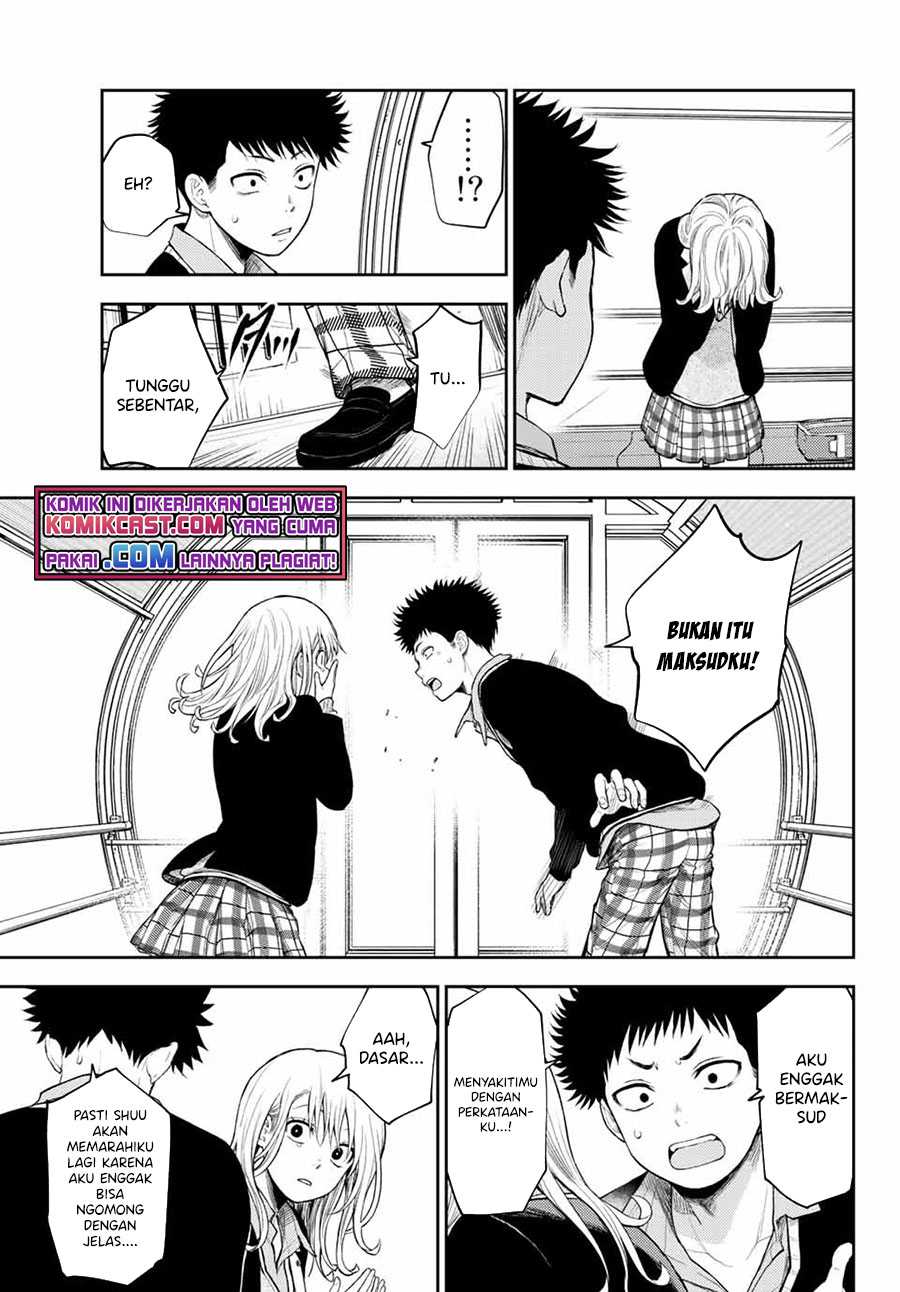 ………
!?
EH?
TU...
ダッ
TUNGGU
SEBENTAR,
KOMIK INI DIKERJAKAN OLEH WEB
KOMIKCAST.COM YANG CUMA
PAKAI .COM LAINNYA PLAGIAT!
BUKAN ITU
MAKSUDKU!
AKU
ENGGAK
BERMAK-
SUD
MENYAKITIMU
DENGAN
PERKATAAN-
KU...!
AAH,
DASAR...
PASTI SHUU
AKAN
MEMARAHIKU
LAGI KARENA
AKU ENGGAK
BISA
NGOMONG
DENGAN
JELAS....